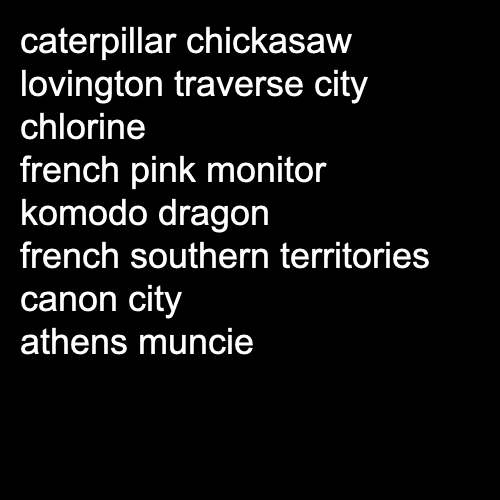 caterpillar chickasaw
lovington traverse city
chlorine
french pink monitor
komodo dragon
french southern territories
canon city
athens muncie